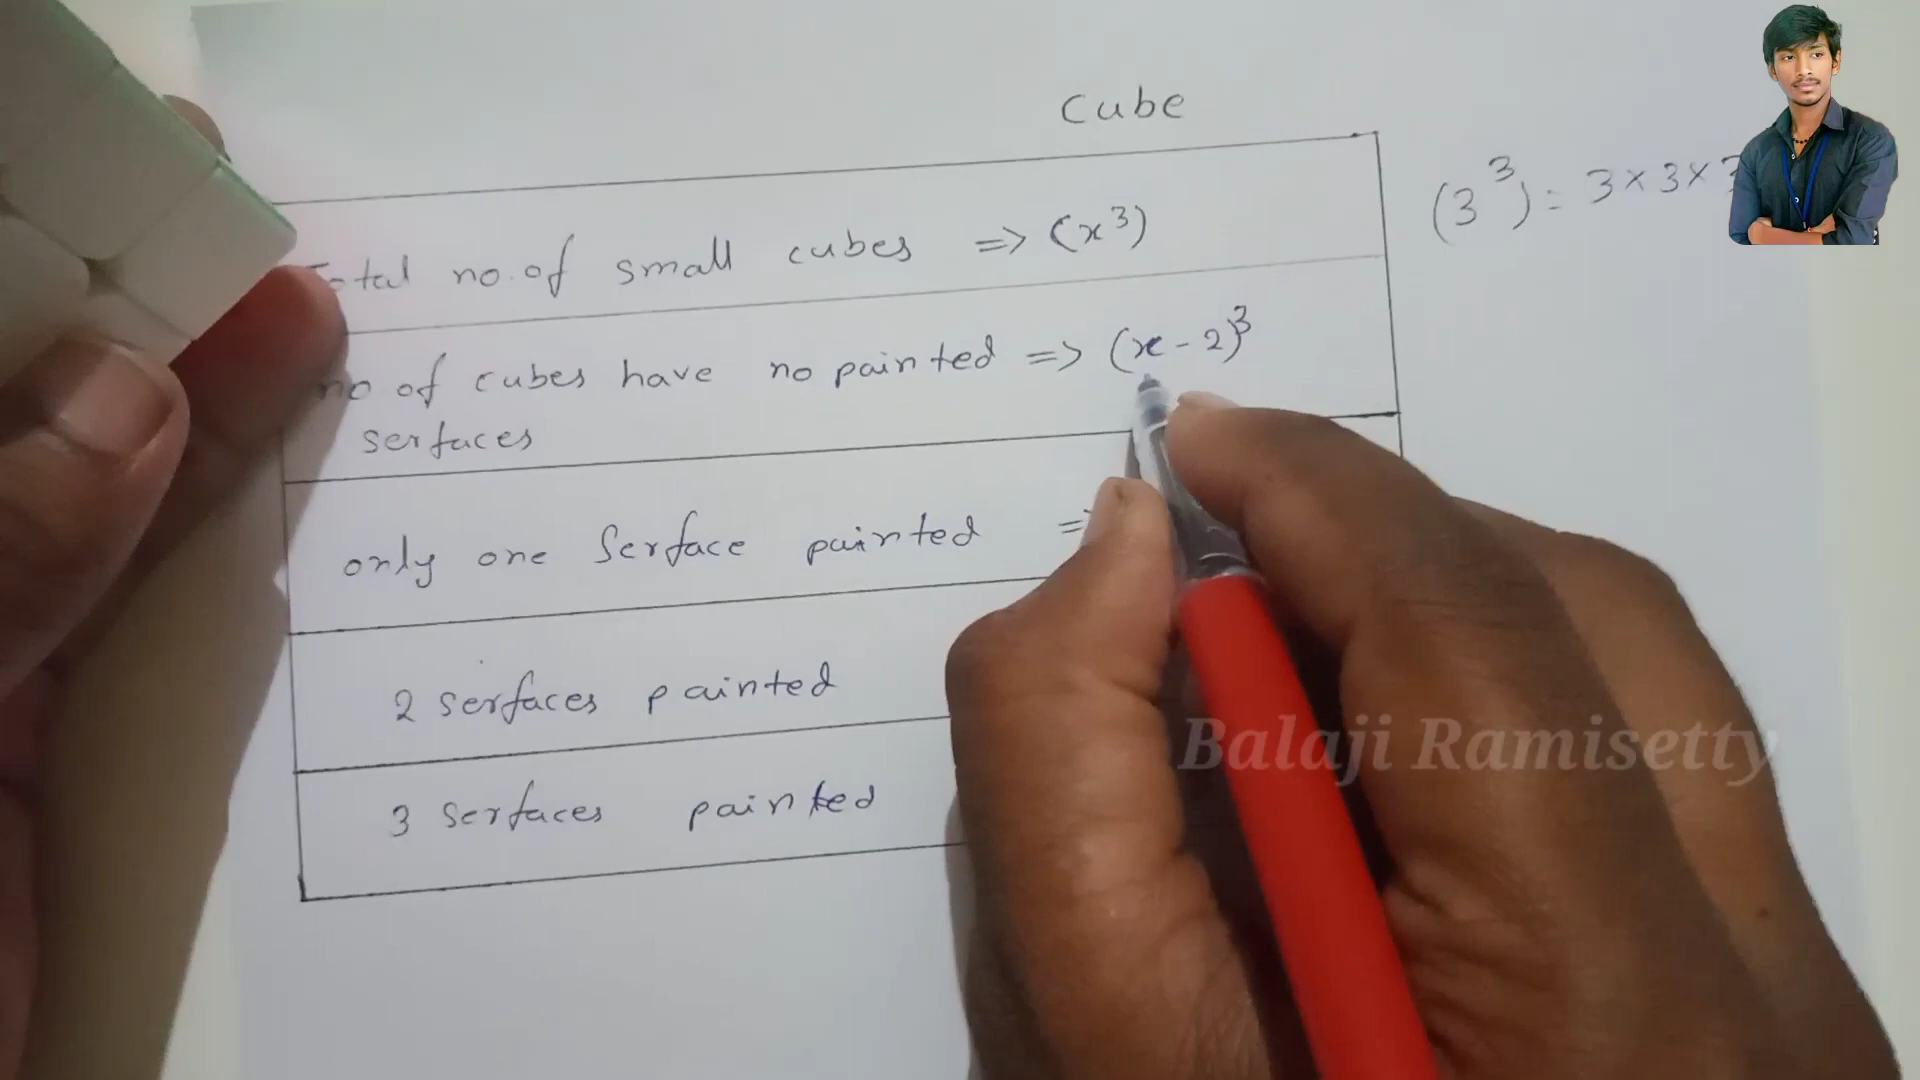 Cube
(3³) = 3 × 3 × 3
Total no. of small cubes => (x³)
no of cubes have no painted => (x - 2)³
serfaces
only one Serface painted =>
2 serfaces painted
Balaji Ramisetty
3 serfaces painted